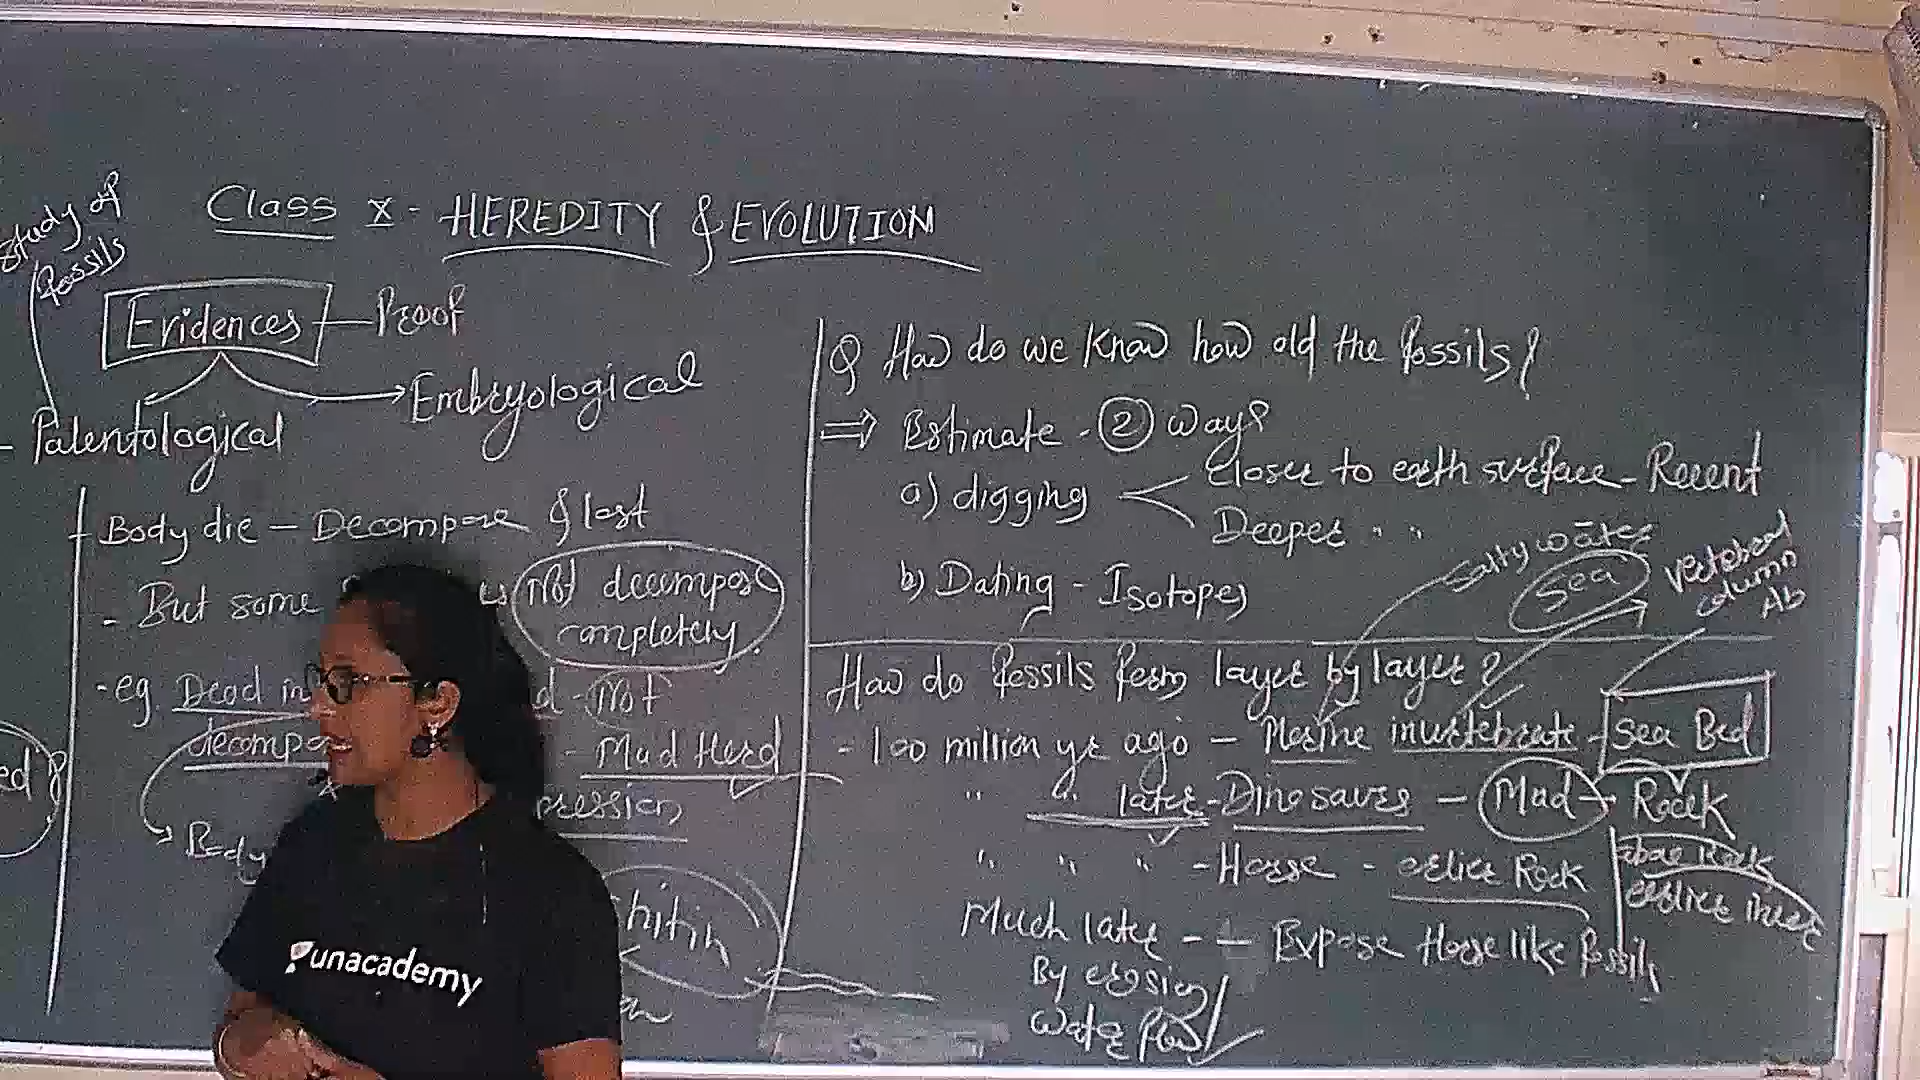 Study of
fossils
Class X - HEREDITY & EVOLUTION
Evidences - Proof
Embryological
- Palentological
- Body die - Decompose & lost
- But some
Not decompose
completely.
- eg Dead in
d - Not
decompo
- Mud Hard
pression
Body
hitin
ed
Q How do we know how old the fossils?
⇒ Estimate - 2 ways
a) digging
Closer to earth surface - Recent
Deeper " "
b) Dating - Isotopes
Salty water
Sea
vertebral
column
Ab
How do fossils form layer by layer?
- 100 million yr ago - Marine invertebrate - Sea Bed
" " later - Dinosaurs - Mud - Rock
" " " - Horse - earlier Rock
above Rock
earlier
Much later - - Expose Horse like fossils
By erosion
water flow
unacademy